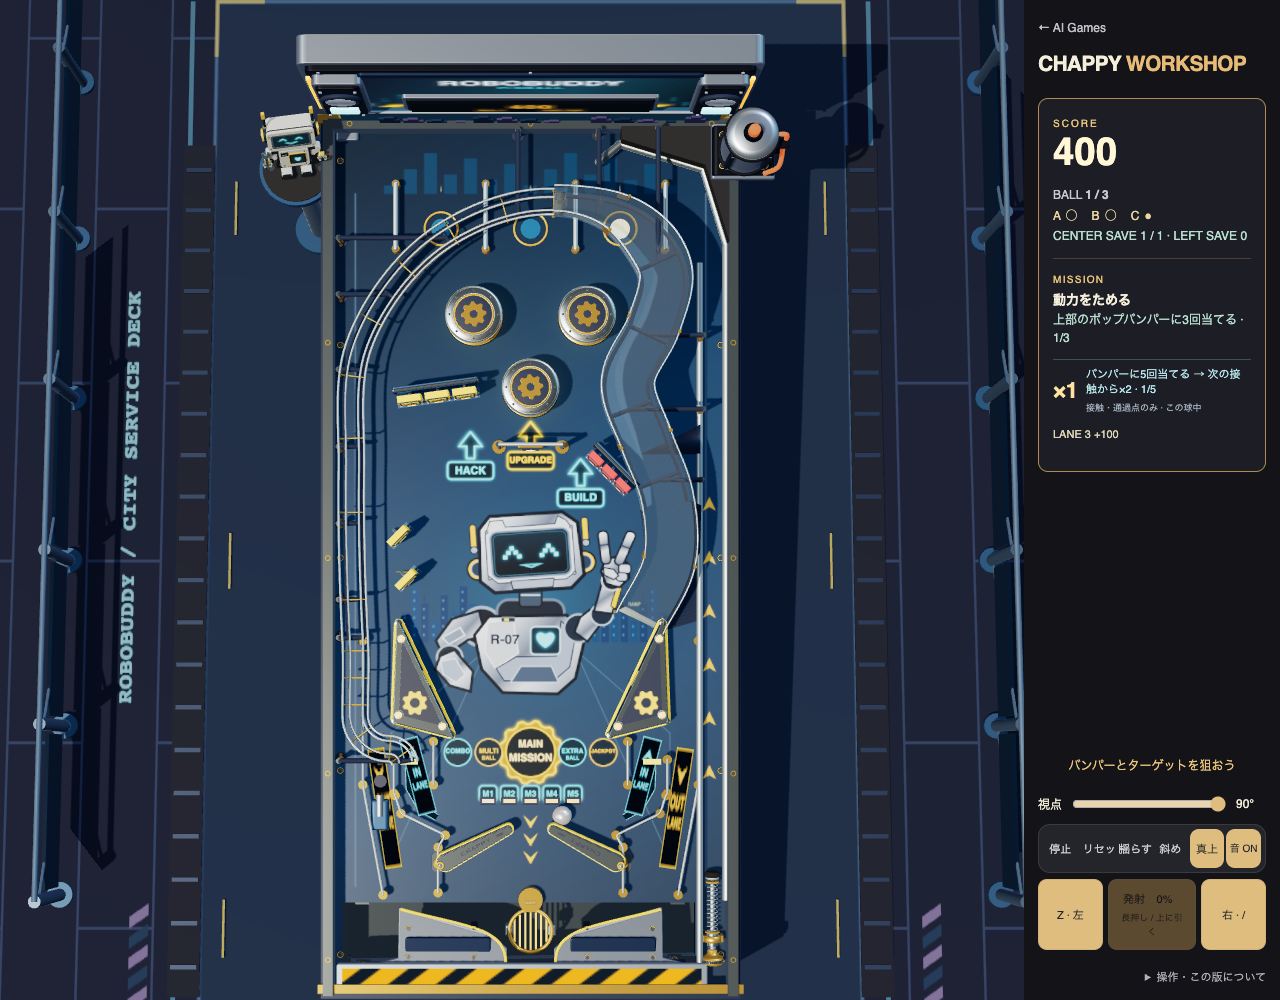 ← AI Games
CHAPPY WORKSHOP
SCORE
400
BALL 1 / 3
A ○ B ○ C ●
CENTER SAVE 1 / 1 · LEFT SAVE 0
MISSION
動力をためる
上部のポップバンパーに3回当てる ·
1/3
×1
バンパーに5回当てる → 次の接
触から×2 · 1/5
接触・通過点のみ・この球中
LANE 3 +100
バンパーとターゲットを狙おう
視点
90°
停止
リセッ
揺らす
斜め
真上
音 ON
Z · 左
発射 0%
長押し / 上に引
く
右 · /
▶ 操作・この版について
ROBOBUDDY
400
ROBOBUDDY / CITY SERVICE DECK
HACK
UPGRADE
BUILD
RAMP
R-07
COMBO
MULTI
BALL
MAIN
MISSION
EXTRA
BALL
JACKPOT
IN
LANE
IN
LANE
OUT
LANE
M1
M2
M3
M4
M5